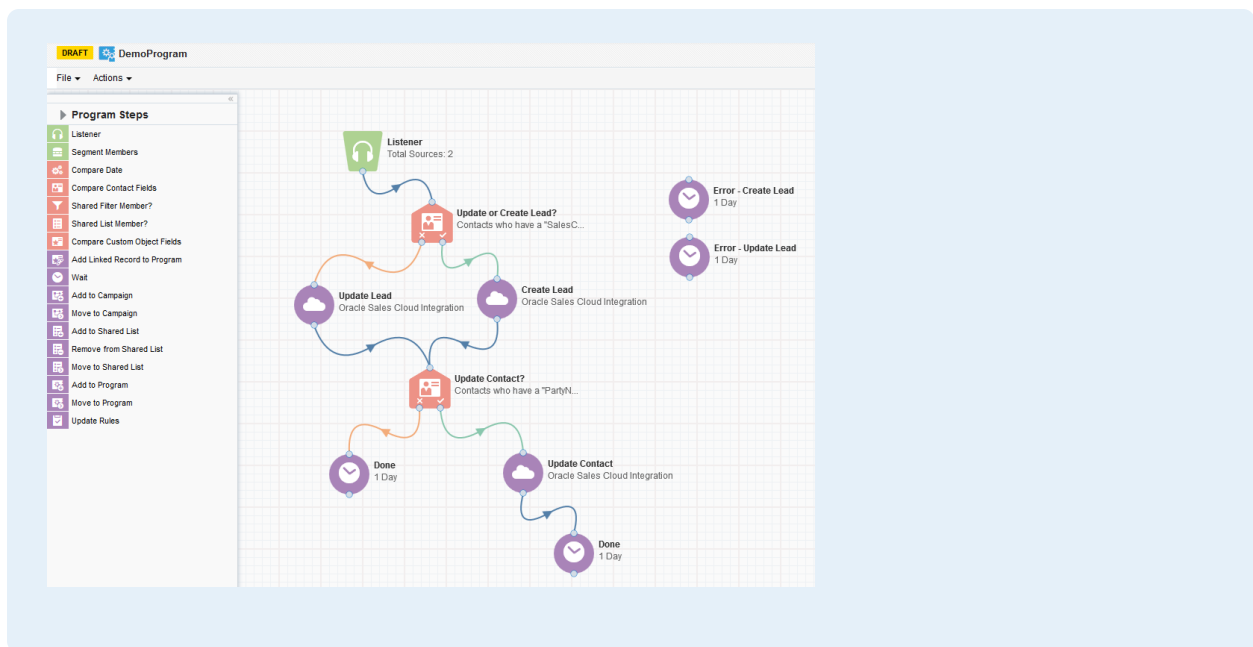 DRAFT DemoProgram
File Actions
«
Program Steps
Listener
Segment Members
Compare Date
Compare Contact Fields
Shared Filter Member?
Shared List Member?
Compare Custom Object Fields
Add Linked Record to Program
Wait
Add to Campaign
Move to Campaign
Add to Shared List
Remove from Shared List
Move to Shared List
Add to Program
Move to Program
Update Rules
Listener
Total Sources: 2
Update or Create Lead?
Contacts who have a "SalesC...
Error - Create Lead
1 Day
Error - Update Lead
1 Day
Update Lead
Oracle Sales Cloud Integration
Create Lead
Oracle Sales Cloud Integration
Update Contact?
Contacts who have a "PartyN...
Done
1 Day
Update Contact
Oracle Sales Cloud Integration
Done
1 Day